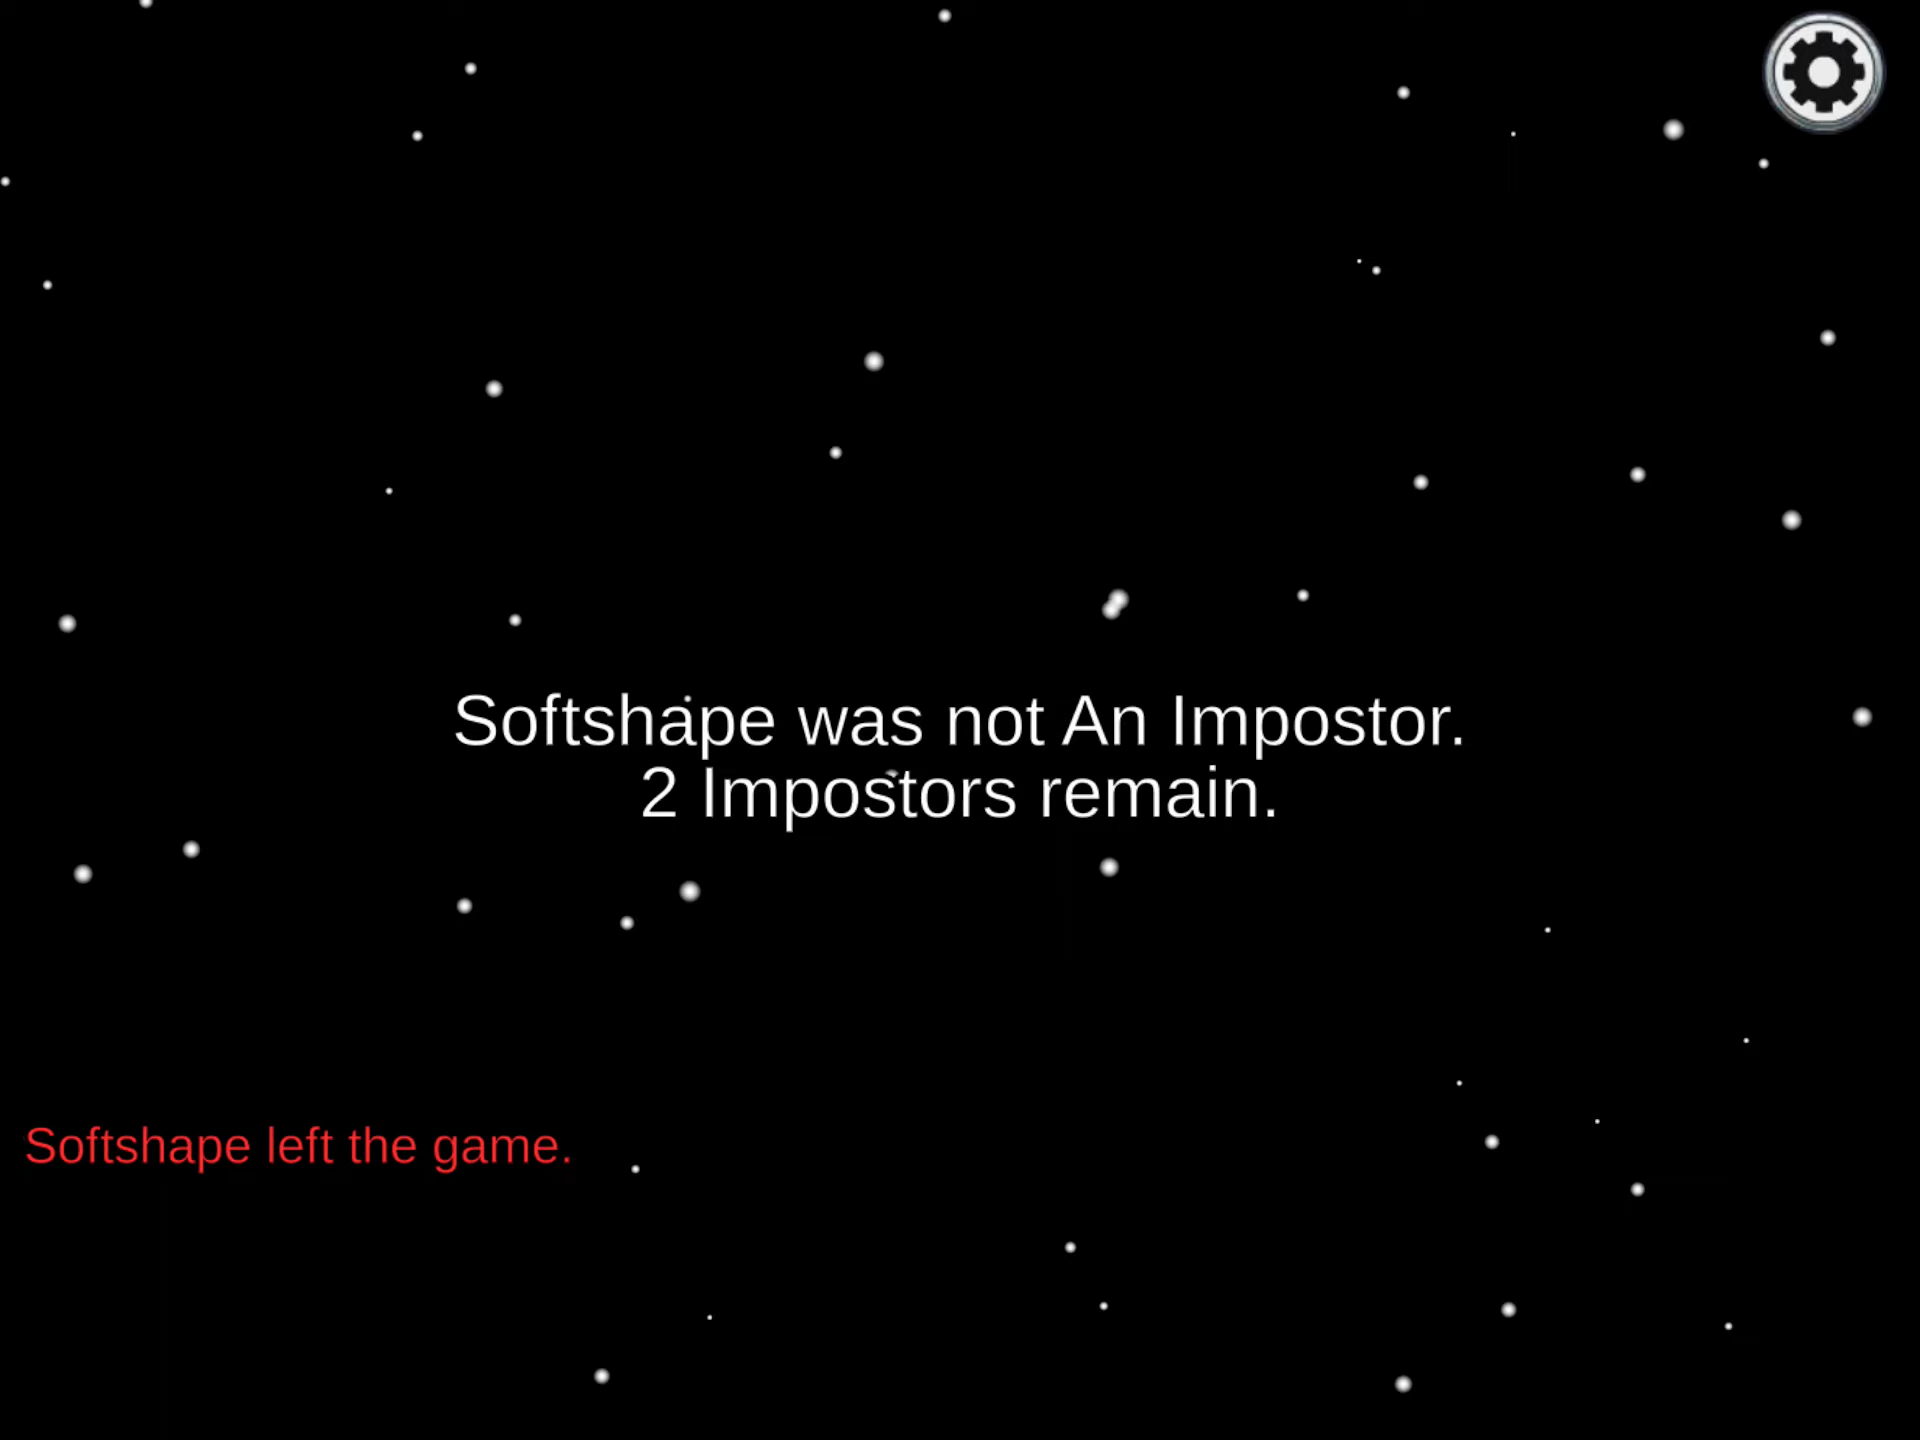 Softshape was not An Impostor.
2 Impostors remain.
Softshape left the game.